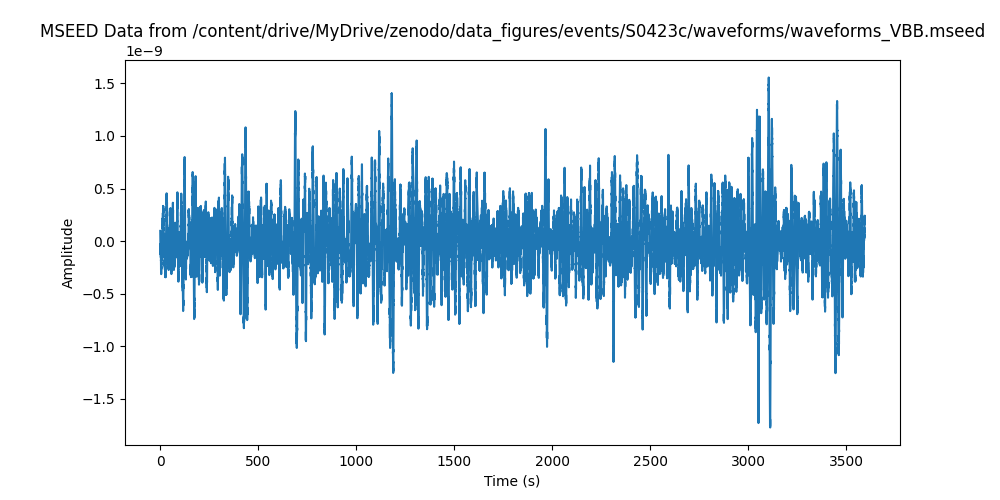 MSEED Data from /content/drive/MyDrive/zenodo/data_figures/events/S0423c/waveforms/waveforms_VBB.mseed
1e−9
1.5
1.0
0.5
0.0
−0.5
−1.0
−1.5
Amplitude
0 500 1000 1500 2000 2500 3000 3500
Time (s)